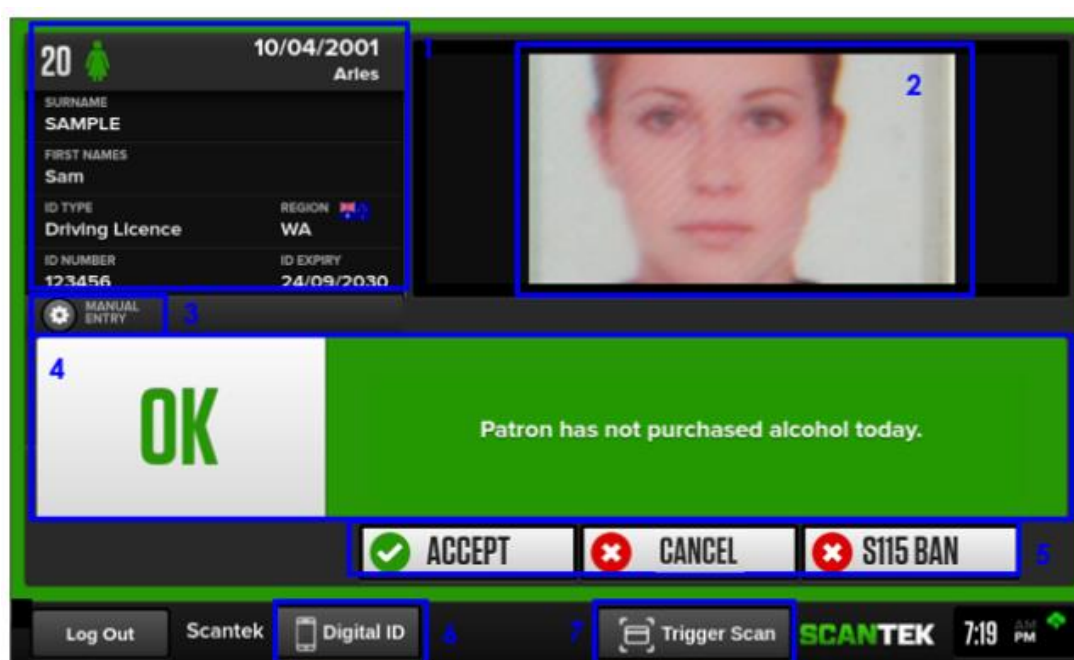 20 10/04/2001
Aries
1
2
SURNAME
SAMPLE
FIRST NAMES
Sam
ID TYPE REGION
Driving Licence WA
ID NUMBER ID EXPIRY
123456 24/09/2030
MANUAL
ENTRY
3
4
OK
Patron has not purchased alcohol today.
ACCEPT CANCEL S115 BAN 5
Log Out Scantek Digital ID 6 7 Trigger Scan SCANTEK 7:19 AM
PM